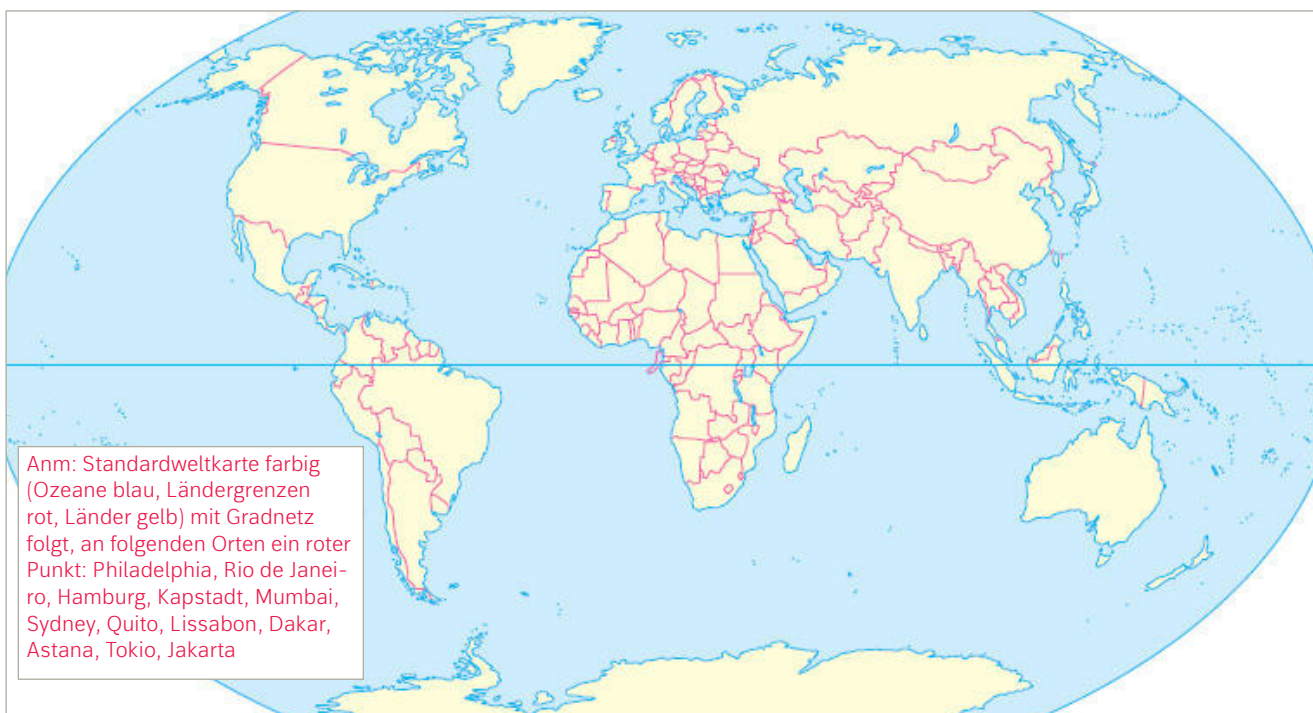 Anm: Standardweltkarte farbig
(Ozeane blau, Ländergrenzen
rot, Länder gelb) mit Gradnetz
folgt, an folgenden Orten ein roter
Punkt: Philadelphia, Rio de Janei-
ro, Hamburg, Kapstadt, Mumbai,
Sydney, Quito, Lissabon, Dakar,
Astana, Tokio, Jakarta